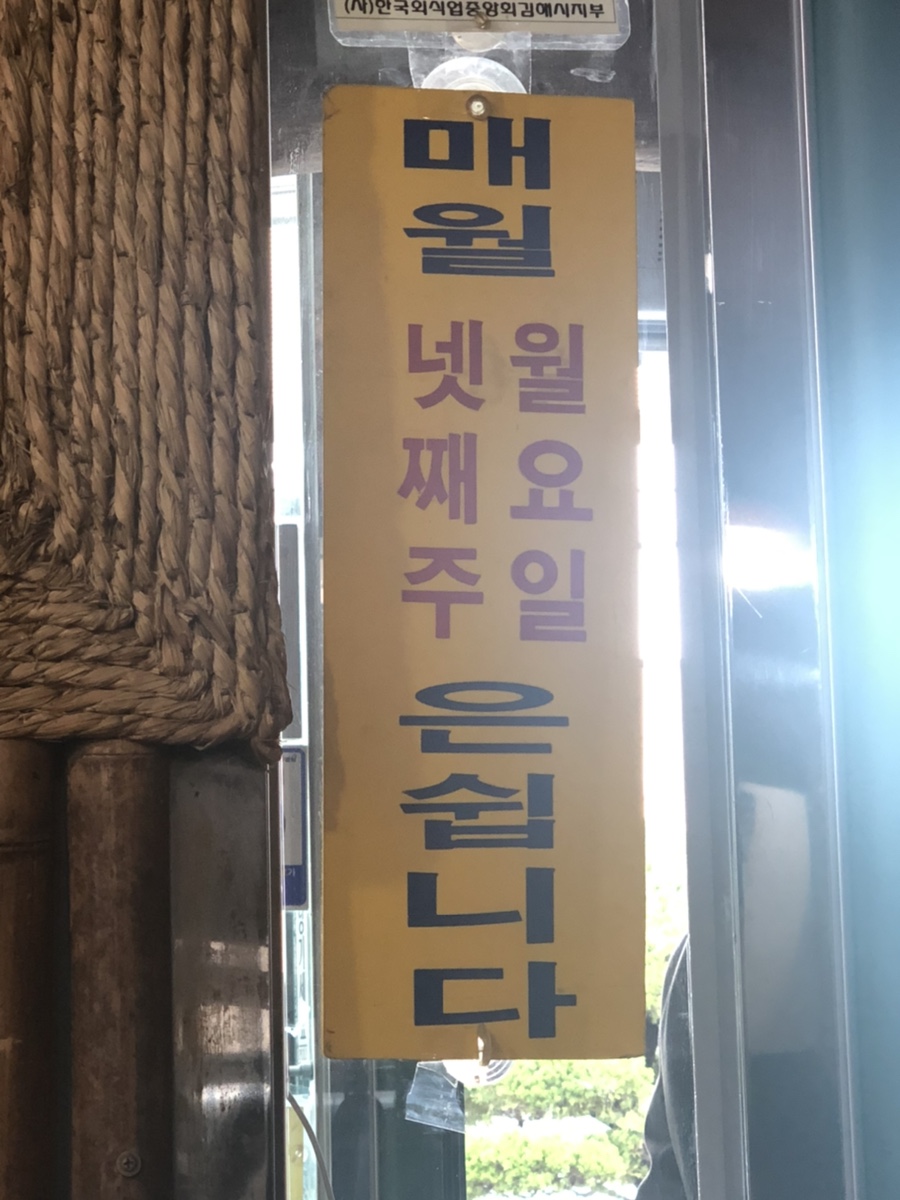 (사)한국외식업중앙회김해시지부
매월
넷째주
월요일
은쉽니다